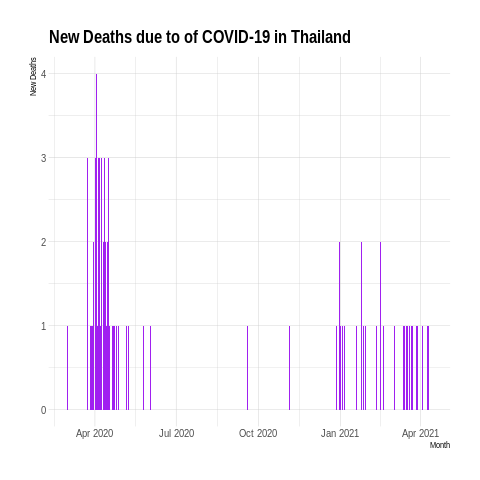 New Deaths due to of COVID-19 in Thailand
New Deaths
4
3
2
1
0
Apr 2020
Jul 2020
Oct 2020
Jan 2021
Apr 2021
Month